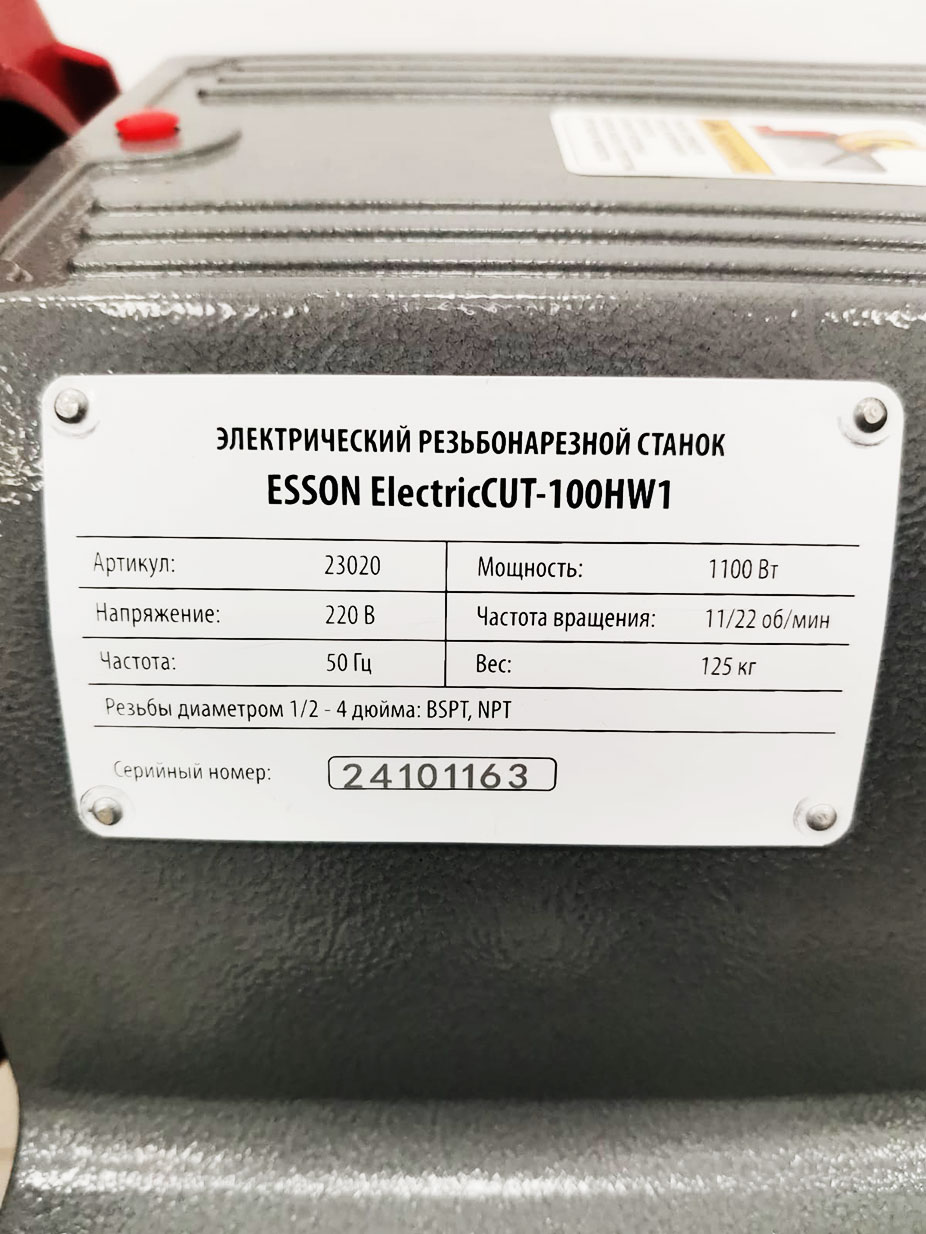 ЭЛЕКТРИЧЕСКИЙ РЕЗЬБОНАРЕЗНОЙ СТАНОК
ESSON ElectricCUT-100HW1
Артикул: 23020 Мощность: 1100 Вт
Напряжение: 220 В Частота вращения: 11/22 об/мин
Частота: 50 Гц Вес: 125 кг
Резьбы диаметром 1/2 - 4 дюйма: BSPT, NPT
Серийный номер: 24101163